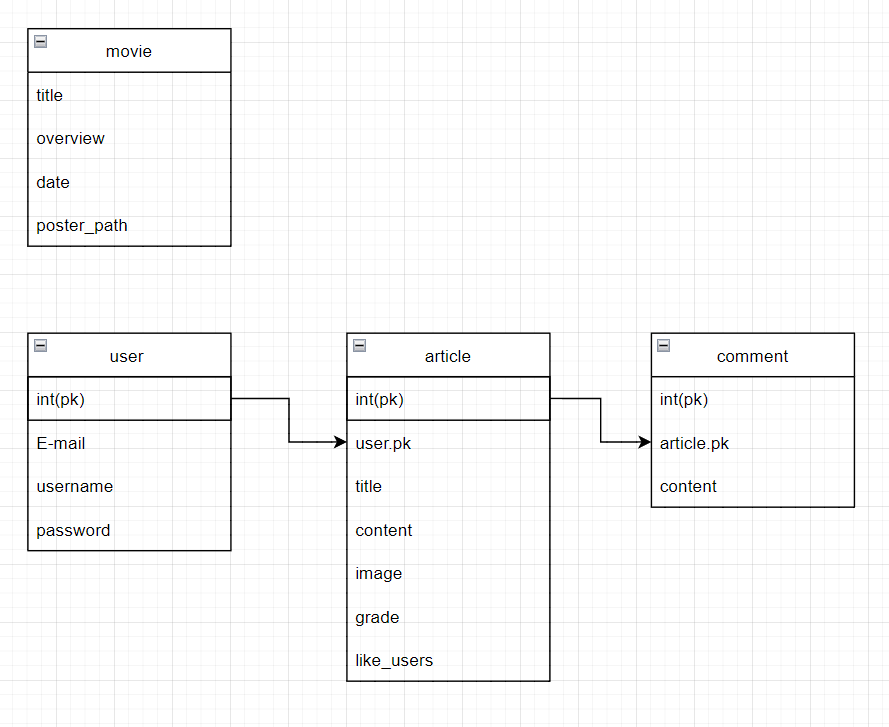 movie
title
overview
date
poster_path
user
int(pk)
E-mail
username
password
article
int(pk)
user.pk
title
content
image
grade
like_users
comment
int(pk)
article.pk
content